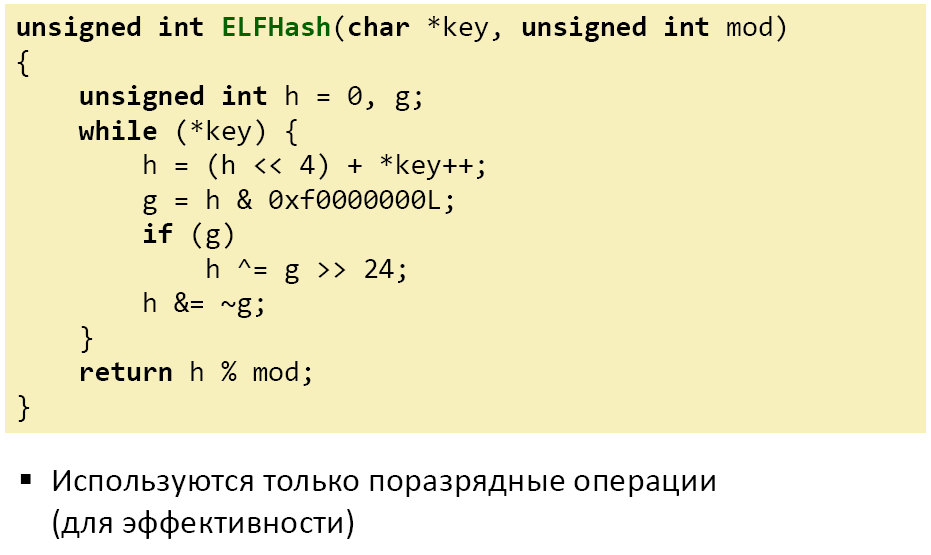 unsigned int ELFHash(char *key, unsigned int mod)
{
    unsigned int h = 0, g;
    while (*key) {
        h = (h << 4) + *key++;
        g = h & 0xf0000000L;
        if (g)
            h ^= g >> 24;
        h &= ~g;
    }
    return h % mod;
}
▪ Используются только поразрядные операции
(для эффективности)